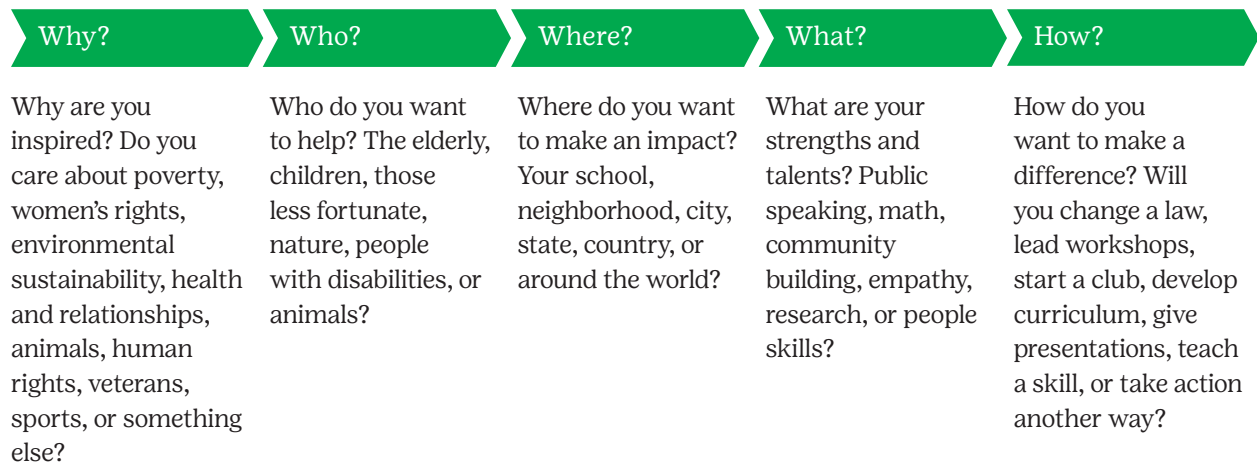 Why?
Why are you
inspired? Do you
care about poverty,
women’s rights,
environmental
sustainability, health
and relationships,
animals, human
rights, veterans,
sports, or something
else?
Who?
Who do you want
to help? The elderly,
children, those
less fortunate,
nature, people
with disabilities, or
animals?
Where?
Where do you want
to make an impact?
Your school,
neighborhood, city,
state, country, or
around the world?
What?
What are your
strengths and
talents? Public
speaking, math,
community
building, empathy,
research, or people
skills?
How?
How do you
want to make a
difference? Will
you change a law,
lead workshops,
start a club, develop
curriculum, give
presentations, teach
a skill, or take action
another way?